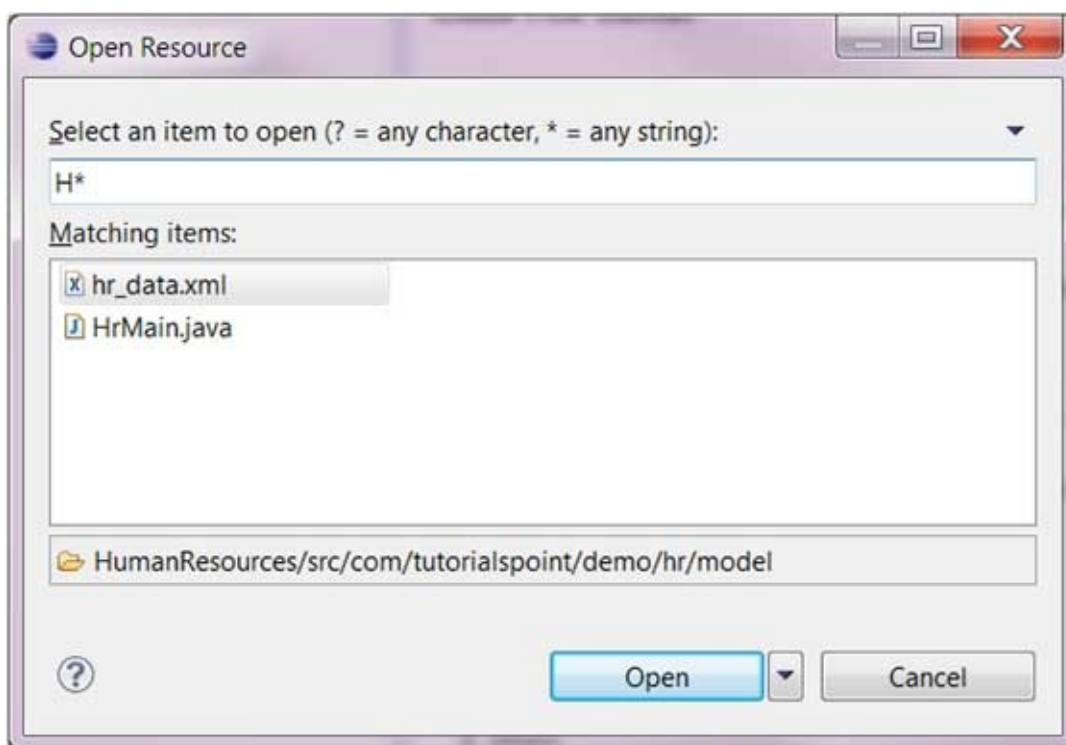 Open Resource
Select an item to open (? = any character, * = any string):
H*
Matching items:
hr_data.xml
HrMain.java
HumanResources/src/com/tutorialspoint/demo/hr/model
Open
Cancel